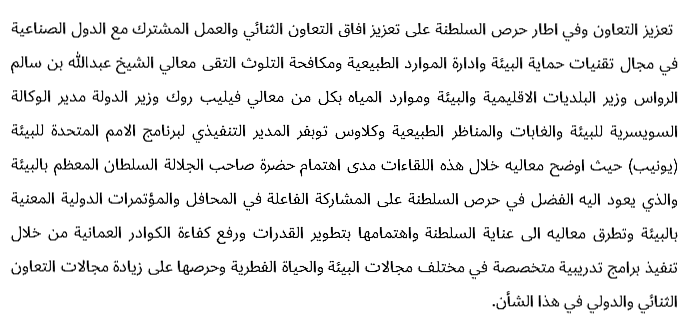 تعزيز التعاون وفي اطار حرص السلطنة على تعزيز افاق التعاون الثنائي والعمل المشترك مع الدول الصناعية
في مجال تقنيات حماية البيئة وادارة الموارد الطبيعية ومكافحة التلوث التقى معالي الشيخ عبدالله بن سالم
الرواس وزير البلديات الاقليمية والبيئة وموارد المياه بكل من معالي فيليب روك وزير الدولة مدير الوكالة
السويسرية للبيئة والغابات والمناظر الطبيعية وكلاوس توبفر المدير التنفيذي لبرنامج الامم المتحدة للبيئة
(يونيب) حيث اوضح معاليه خلال هذه اللقاءات مدى اهتمام حضرة صاحب الجلالة السلطان المعظم بالبيئة
والذي يعود اليه الفضل في حرص السلطنة على المشاركة الفاعلة في المحافل والمؤتمرات الدولية المعنية
بالبيئة وتطرق معاليه الى عناية السلطنة واهتمامها بتطوير القدرات ورفع كفاءة الكوادر العمانية من خلال
تنفيذ برامج تدريبية متخصصة في مختلف مجالات البيئة والحياة الفطرية وحرصها على زيادة مجالات التعاون
الثنائي والدولي في هذا الشأن.